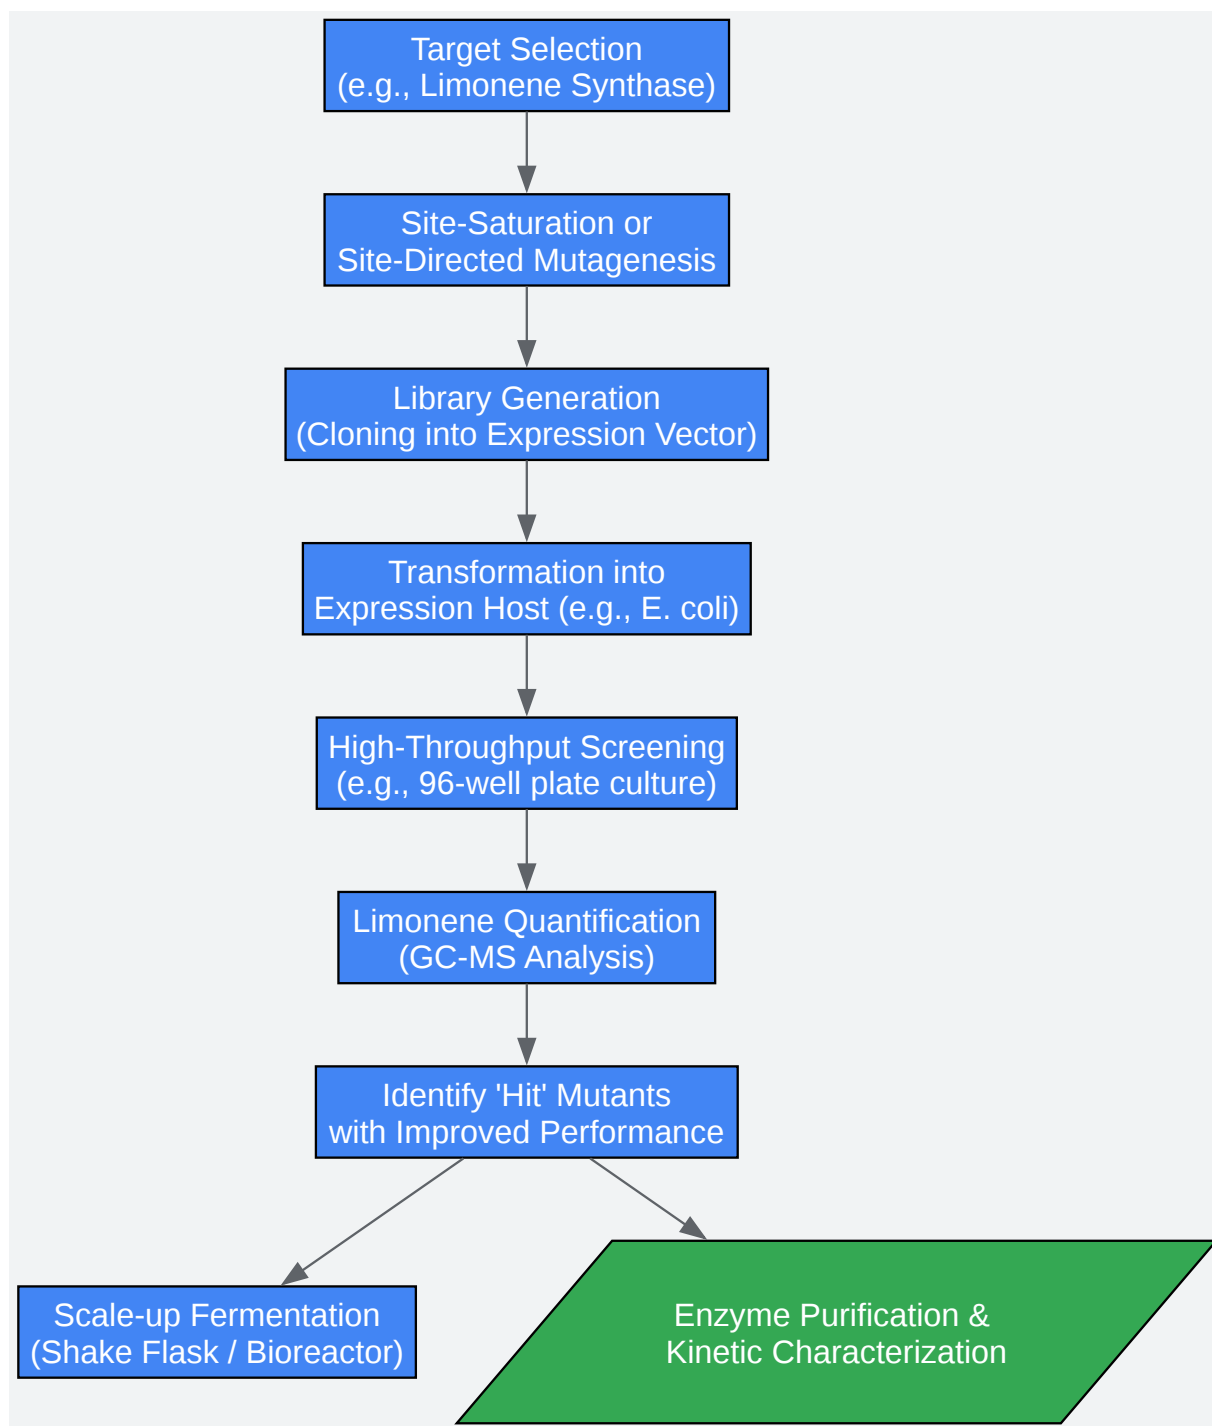 Target Selection
(e.g., Limonene Synthase)
Site-Saturation or
Site-Directed Mutagenesis
Library Generation
(Cloning into Expression Vector)
Transformation into
Expression Host (e.g., E. coli)
High-Throughput Screening
(e.g., 96-well plate culture)
Limonene Quantification
(GC-MS Analysis)
Identify 'Hit' Mutants
with Improved Performance
Scale-up Fermentation
(Shake Flask / Bioreactor)
Enzyme Purification &
Kinetic Characterization